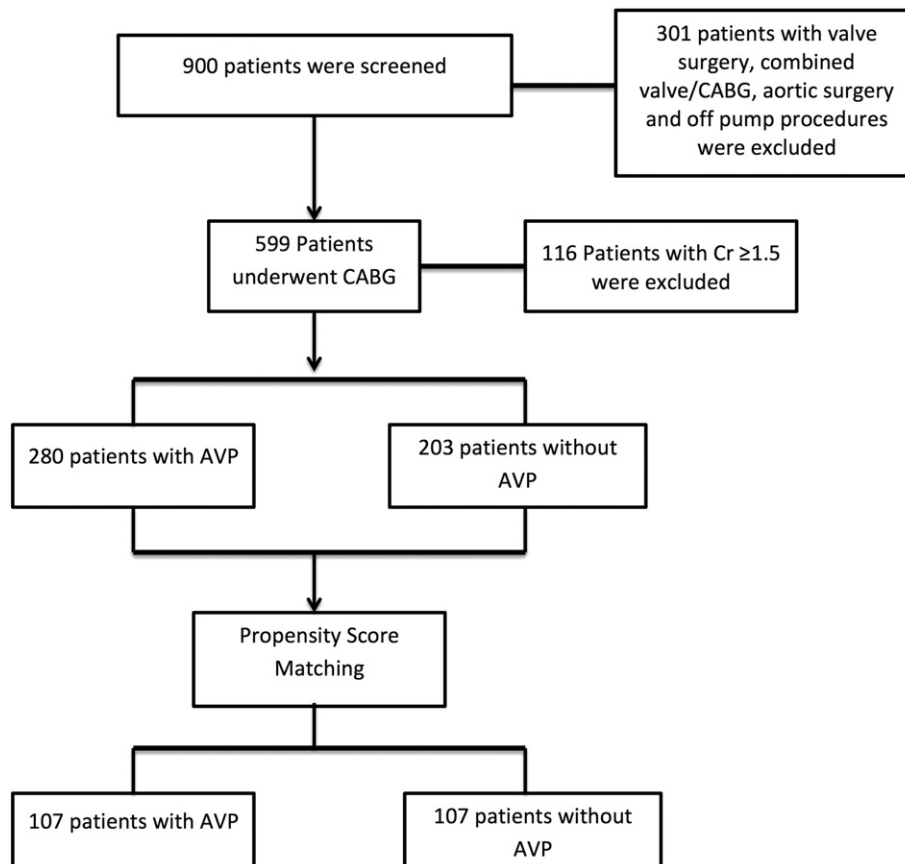 900 patients were screened
301 patients with valve
surgery, combined
valve/CABG, aortic surgery
and off pump procedures
were excluded
599 Patients
underwent CABG
116 Patients with Cr ≥1.5
were excluded
280 patients with AVP
203 patients without
AVP
Propensity Score
Matching
107 patients with AVP
107 patients without
AVP